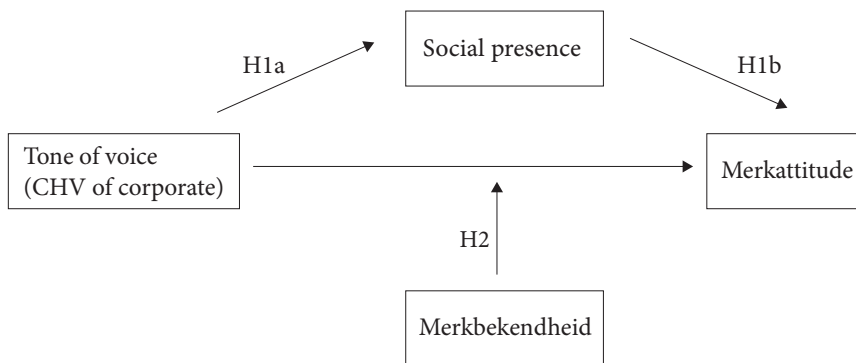 Social presence
H1a
H1b
Tone of voice
(CHV of corporate)
Merkattitude
H2
Merkbekendheid